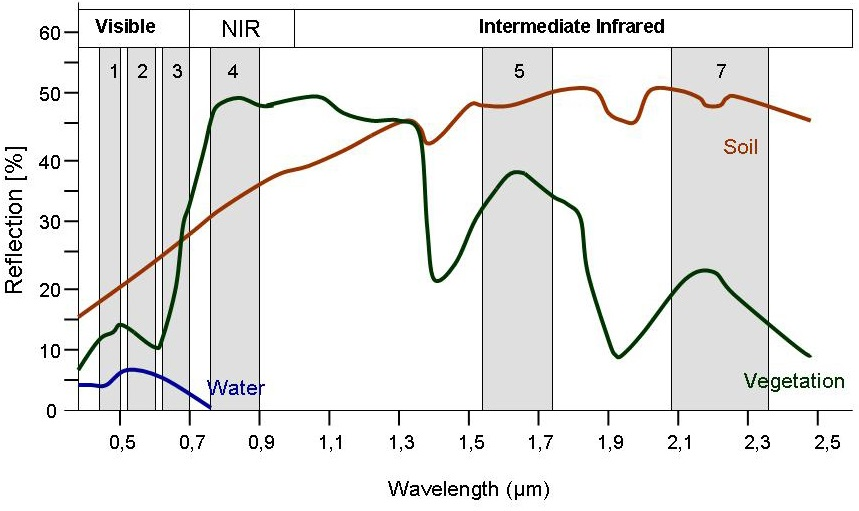 Visible NIR Intermediate Infrared
1 2 3 4 5 7
60
50
40
30
20
10
0
Reflection [%]
Soil
Water
Vegetation
0,5 0,7 0,9 1,1 1,3 1,5 1,7 1,9 2,1 2,3 2,5
Wavelength (µm)